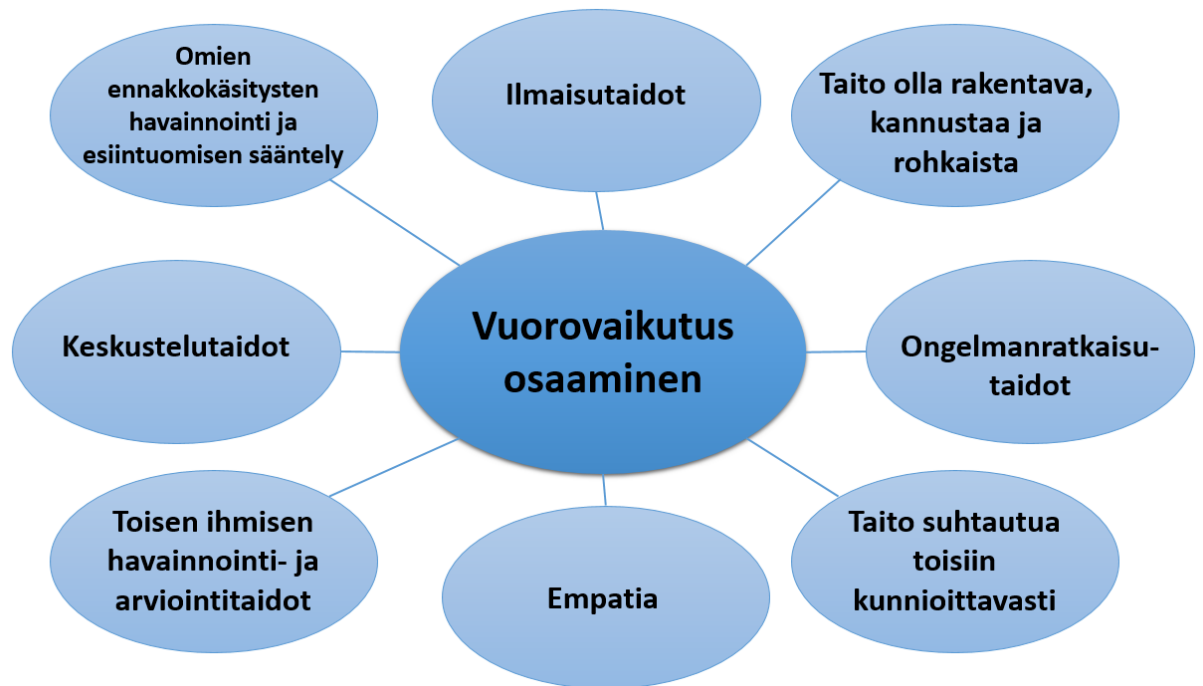 Omien
ennakkokäsitysten
havainnointi ja
esiintuomisen sääntely
Ilmaisutaidot
Taito olla rakentava,
kannustaa ja
rohkaista
Keskustelutaidot
Vuorovaikutus
osaaminen
Ongelmanratkaisu-
taidot
Toisen ihmisen
havainnointi- ja
arviointitaidot
Empatia
Taito suhtautua
toisiin
kunnioittavasti